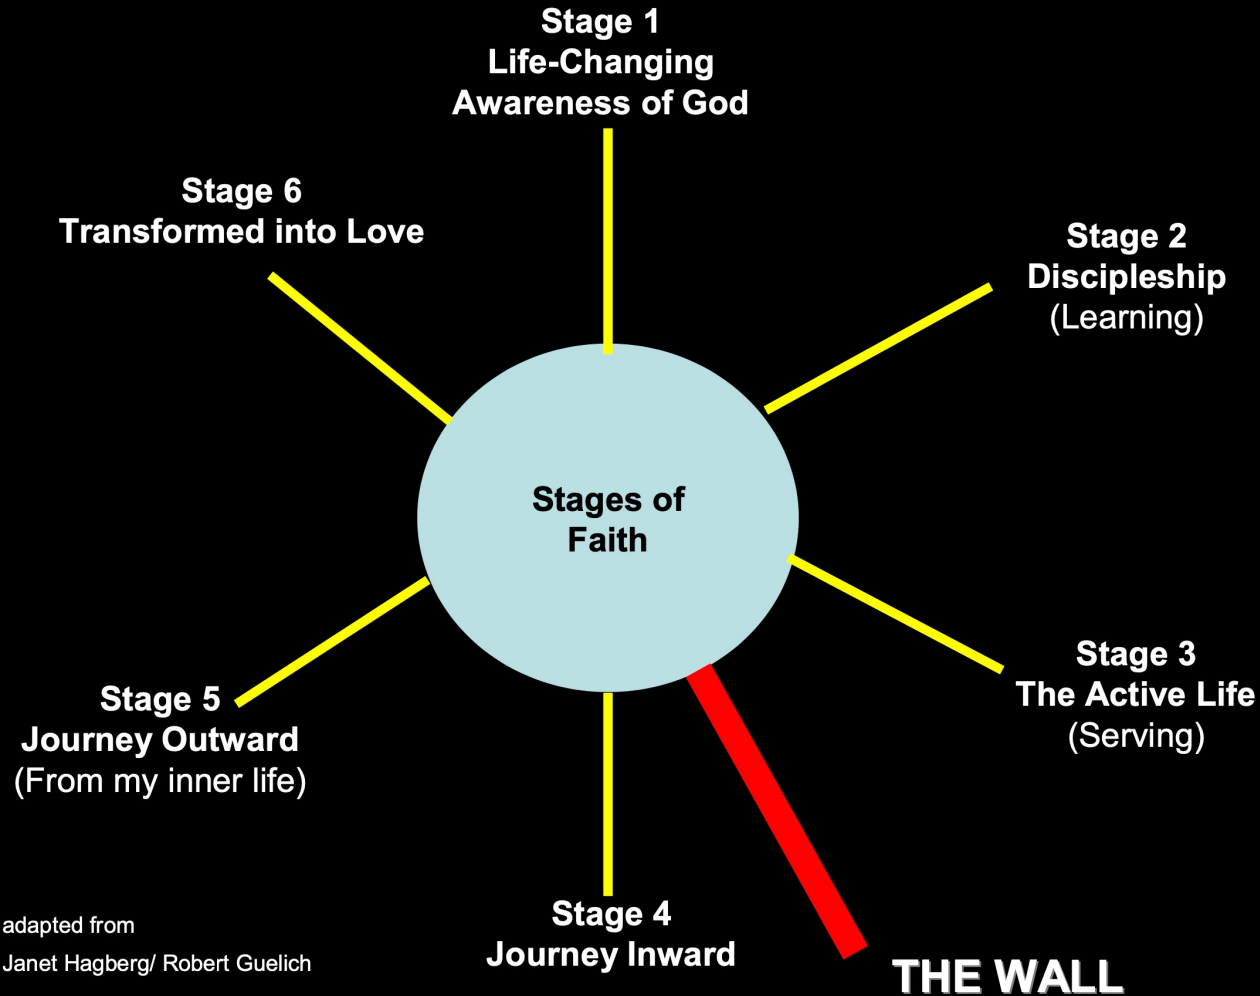 Stage 1
Life-Changing
Awareness of God
Stage 6
Transformed into Love
Stage 2
Discipleship
(Learning)
Stages of
Faith
Stage 3
The Active Life
(Serving)
Stage 5
Journey Outward
(From my inner life)
Stage 4
Journey Inward
THE WALL
adapted from
Janet Hagberg/ Robert Guelich